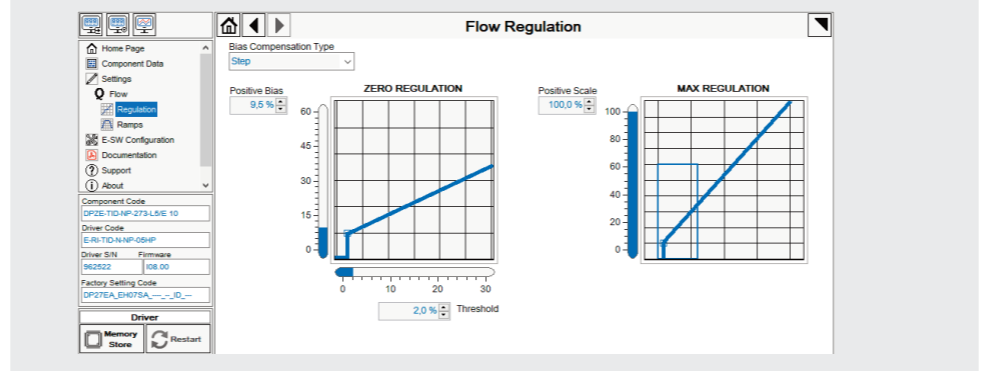 Flow Regulation
Home Page
Component Data
Settings
Q Flow
Regulation
Ramps
E-SW Configuration
Documentation
Support
About
Component Code
DPZE-TID-NP-273-L5/E 10
Driver Code
E-RI-TID-N-NP-05HP
Driver S/N Firmware
962522 I08.00
Factory Setting Code
DP27EA_EH07SA_---_-_ID_---
Driver
Memory Store
Restart
Bias Compensation Type
Step
Positive Bias
9,5 %
ZERO REGULATION
60
45
30
15
0
0 10 20 30
2,0 % Threshold
Positive Scale
100,0 %
MAX REGULATION
100
80
60
40
20
0